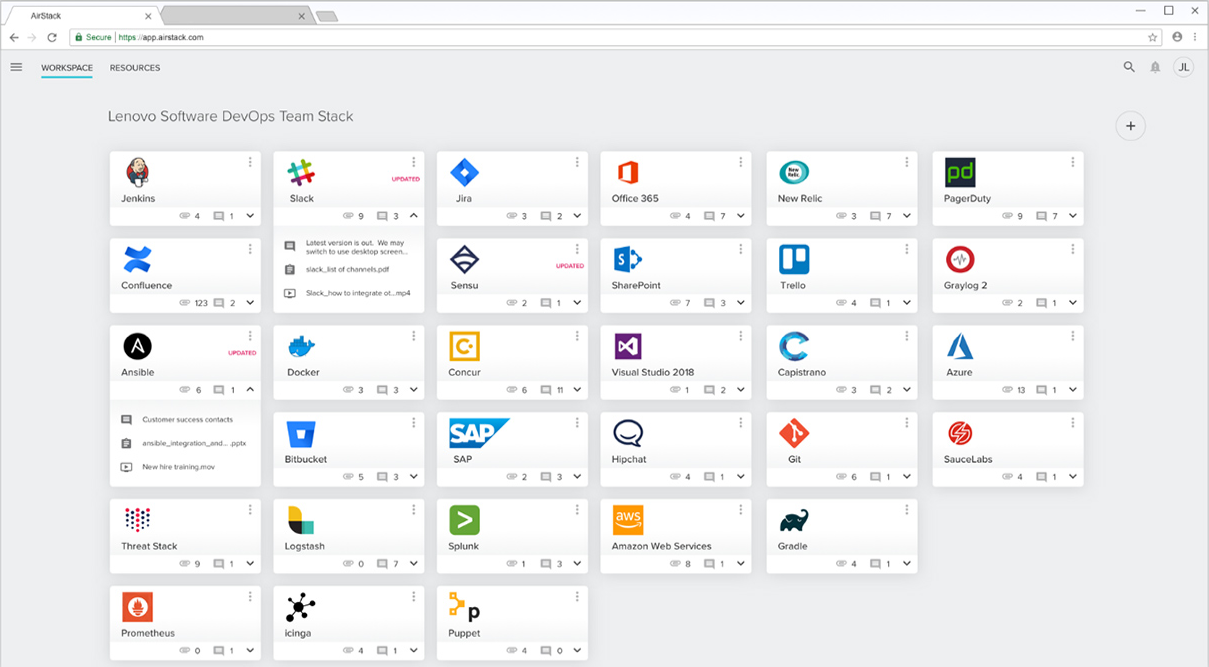 AirStack
Secure https://app.airstack.com
WORKSPACE RESOURCES JL
Lenovo Software DevOps Team Stack
Jenkins
4 1
Slack
UPDATED
9 3
Latest version is out. We may
switch to use desktop screen...
slack_list of channels.pdf
Slack_how to integrate ot...mp4
Jira
3 2
Office 365
4 7
New Relic
New Relic
3 7
pd
PagerDuty
9 7
Confluence
123 2
Sensu
UPDATED
2 1
S
SharePoint
7 3
Trello
4 1
Graylog 2
2 1
A
Ansible
UPDATED
6 1
Customer success contacts
ansible_integration_and... .pptx
New hire training.mov
Docker
3 3
C
Concur
6 11
Visual Studio 2018
1 2
Capistrano
3 2
Azure
13 1
Bitbucket
5 3
SAP
SAP
2 3
Hipchat
4 1
Git
6 1
SauceLabs
4 1
Threat Stack
9 1
Logstash
0 7
>
Splunk
1 3
aws
Amazon Web Services
8 1
Gradle
4 1
Prometheus
0 1
icinga
4 1
p
Puppet
4 0